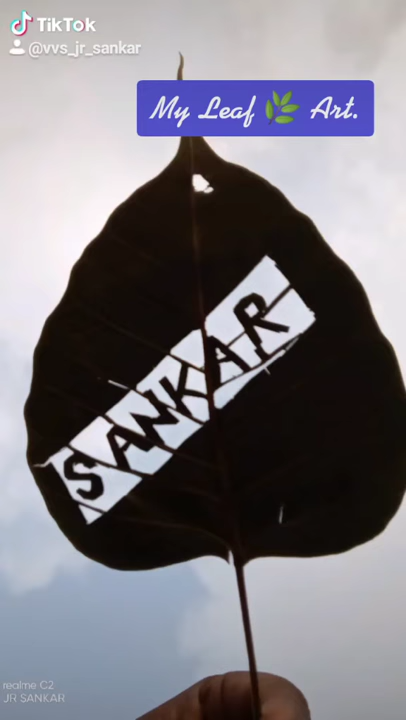 TikTok
@vvs_jr_sankar
My Leaf 🌿 Art.
SANKAR
realme C2
JR SANKAR